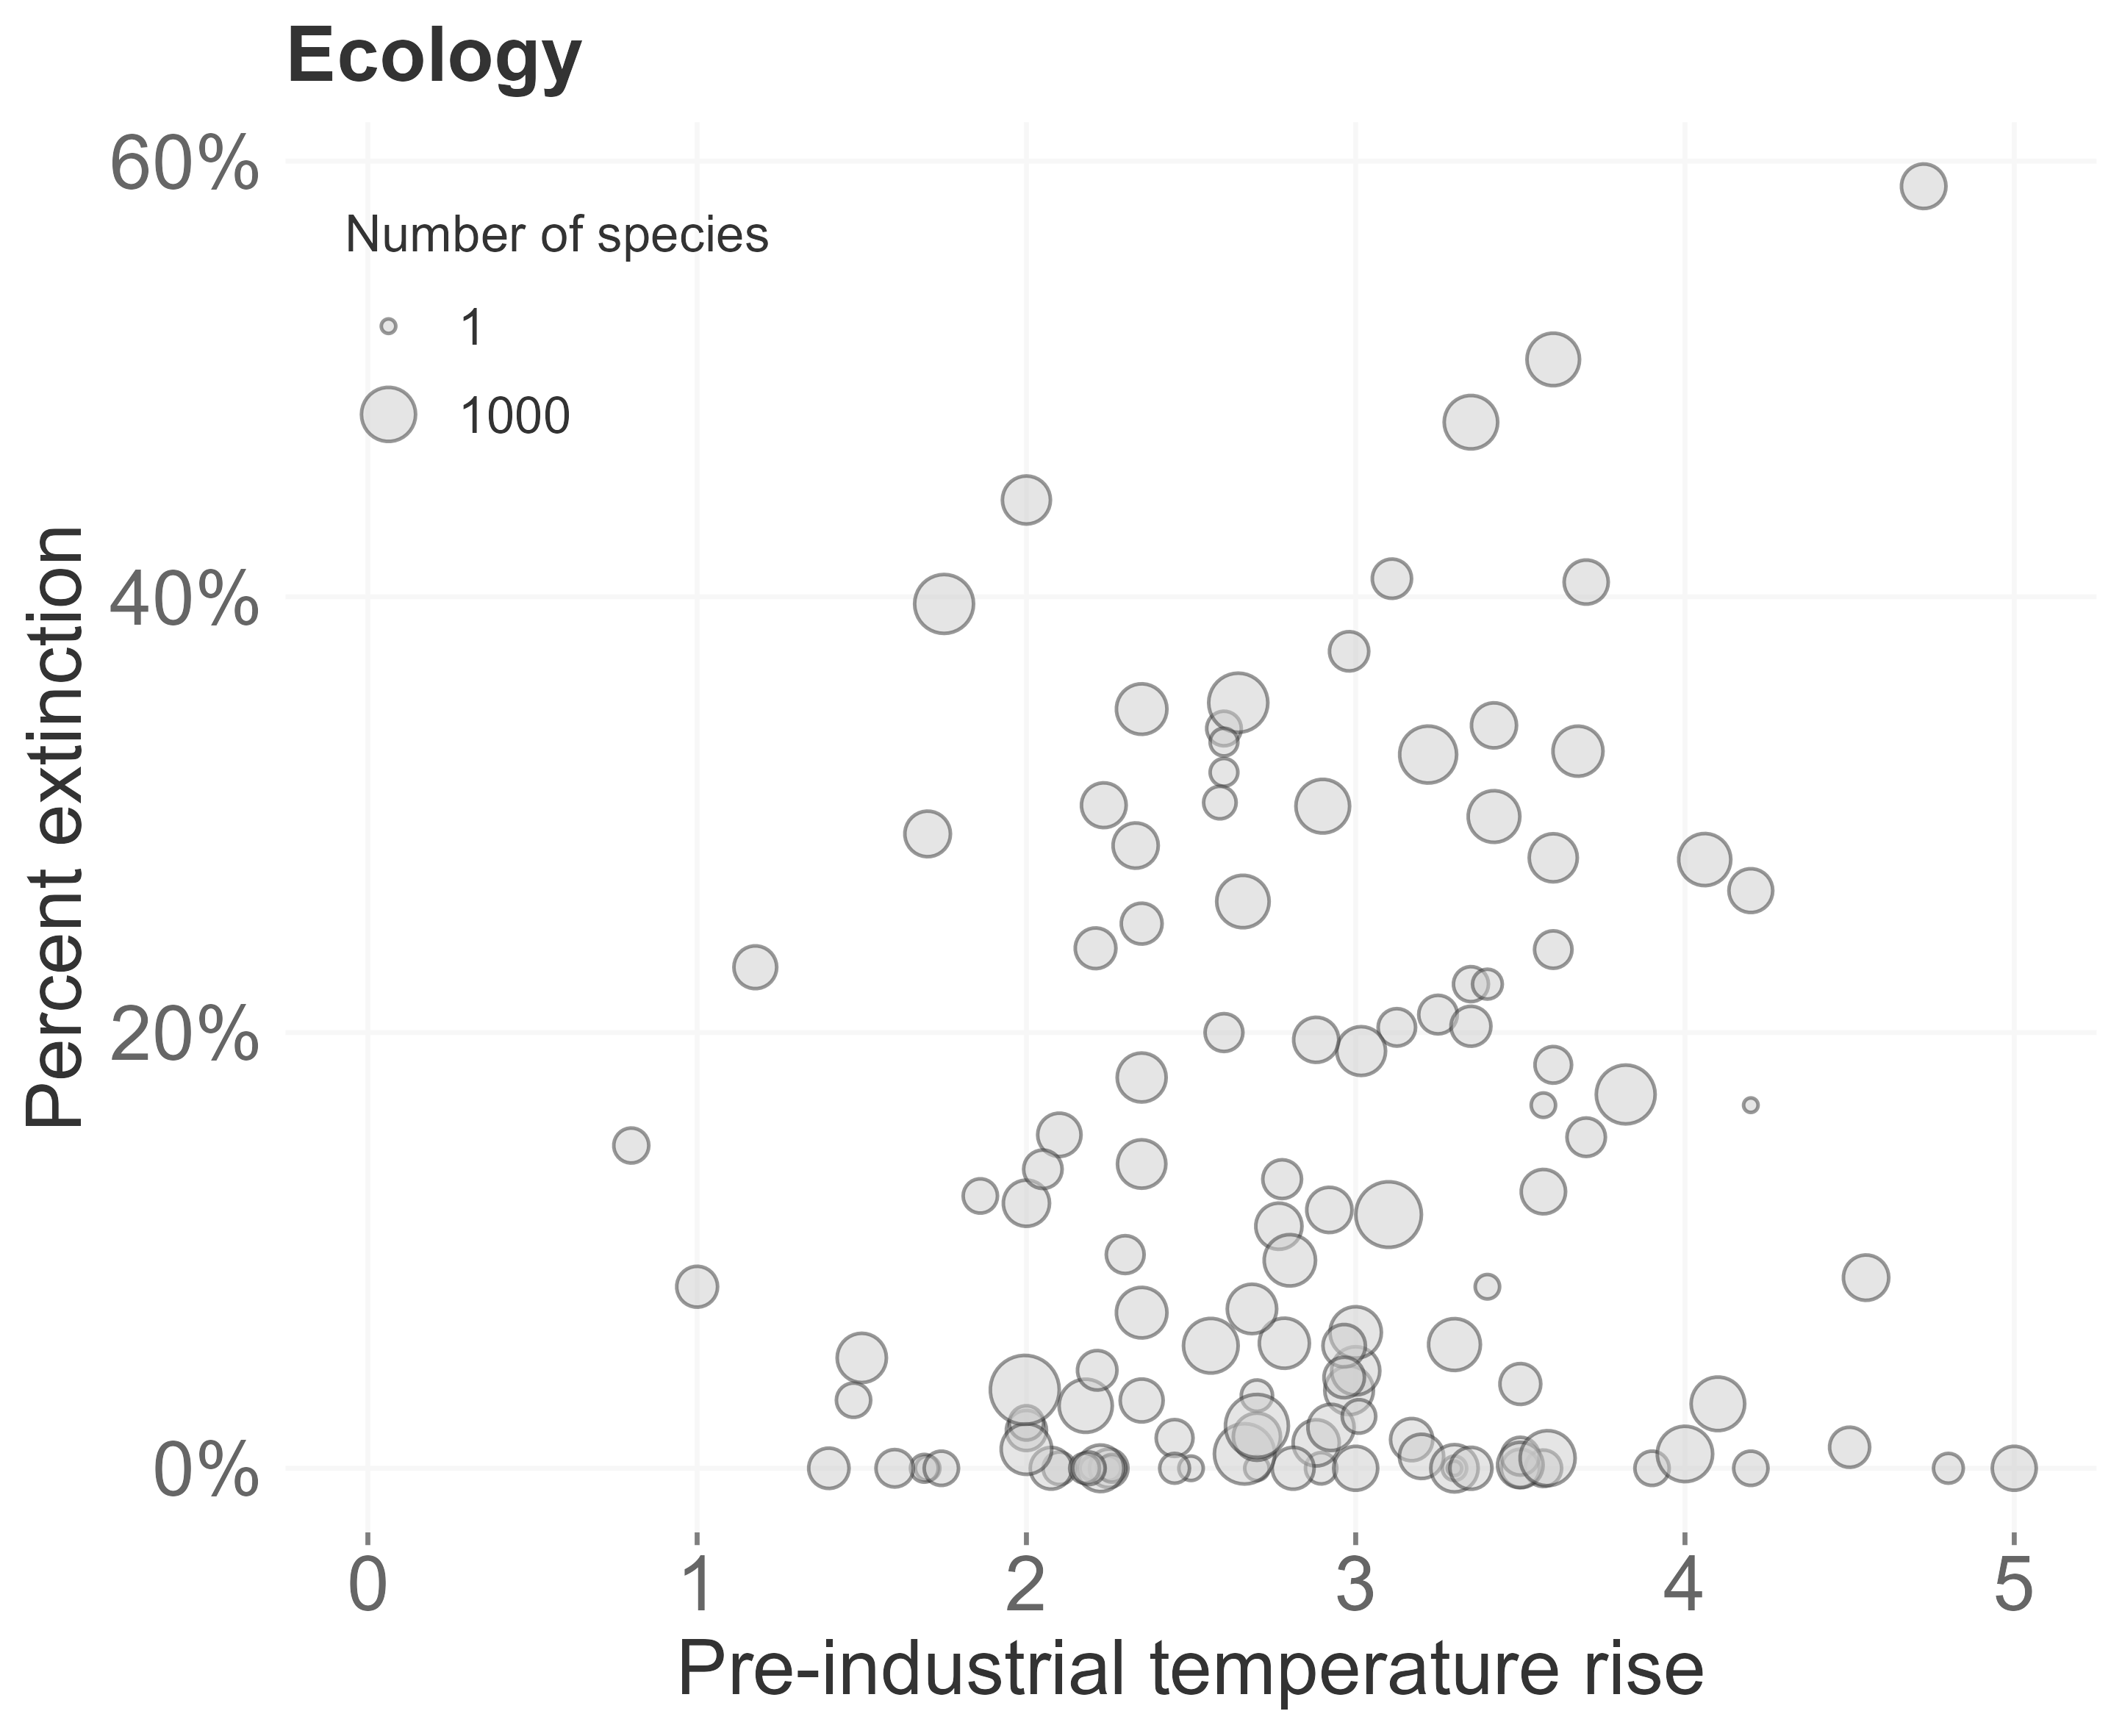 Ecology
60%
Number of species
1
1000
40%
20%
0%
Percent extinction
0 1 2 3 4 5
Pre-industrial temperature rise